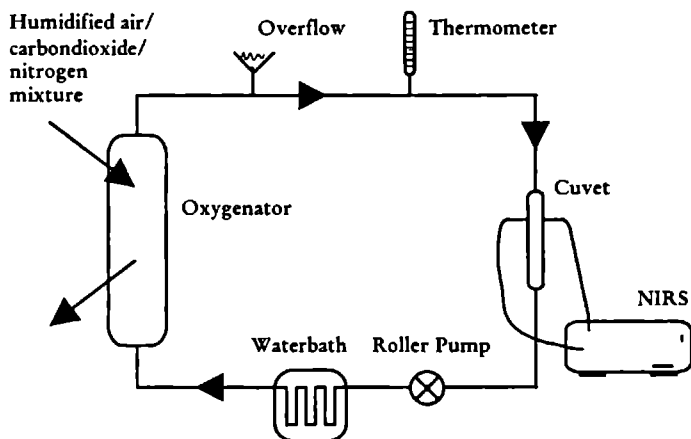 Humidified air/
carbondioxide/
nitrogen
mixture
Overflow
Thermometer
Oxygenator
Cuvet
NIRS
Waterbath
Roller Pump